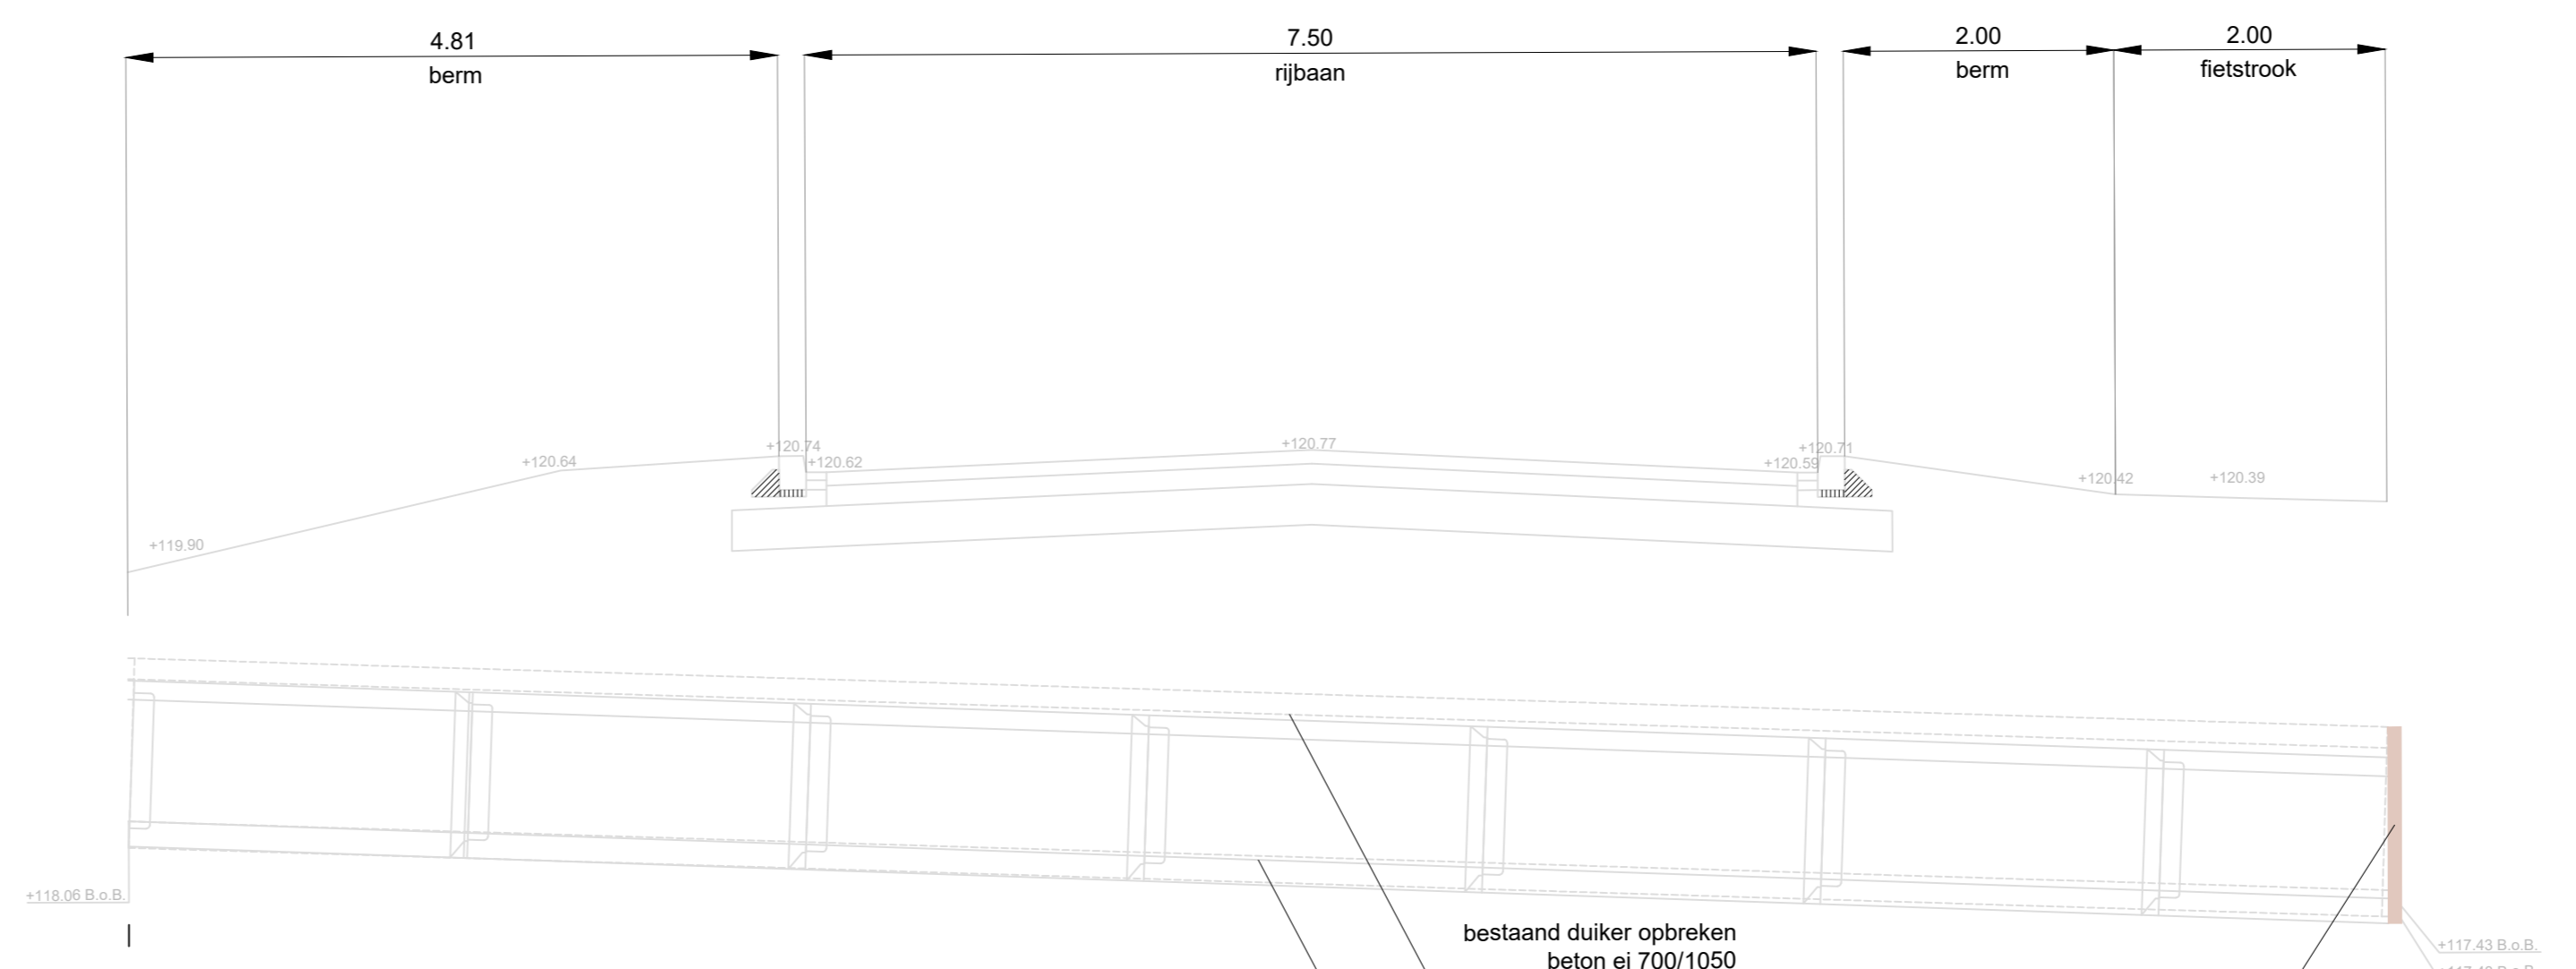 4.81
berm
7.50
rijbaan
2.00
berm
2.00
fietstrook
+119.90
+120.64
+120.74
+120.62
+120.77
+120.71
+120.59
+120.42
+120.39
+118.06 B.o.B.
bestaand duiker opbreken
beton ei 700/1050
+117.43 B.o.B.